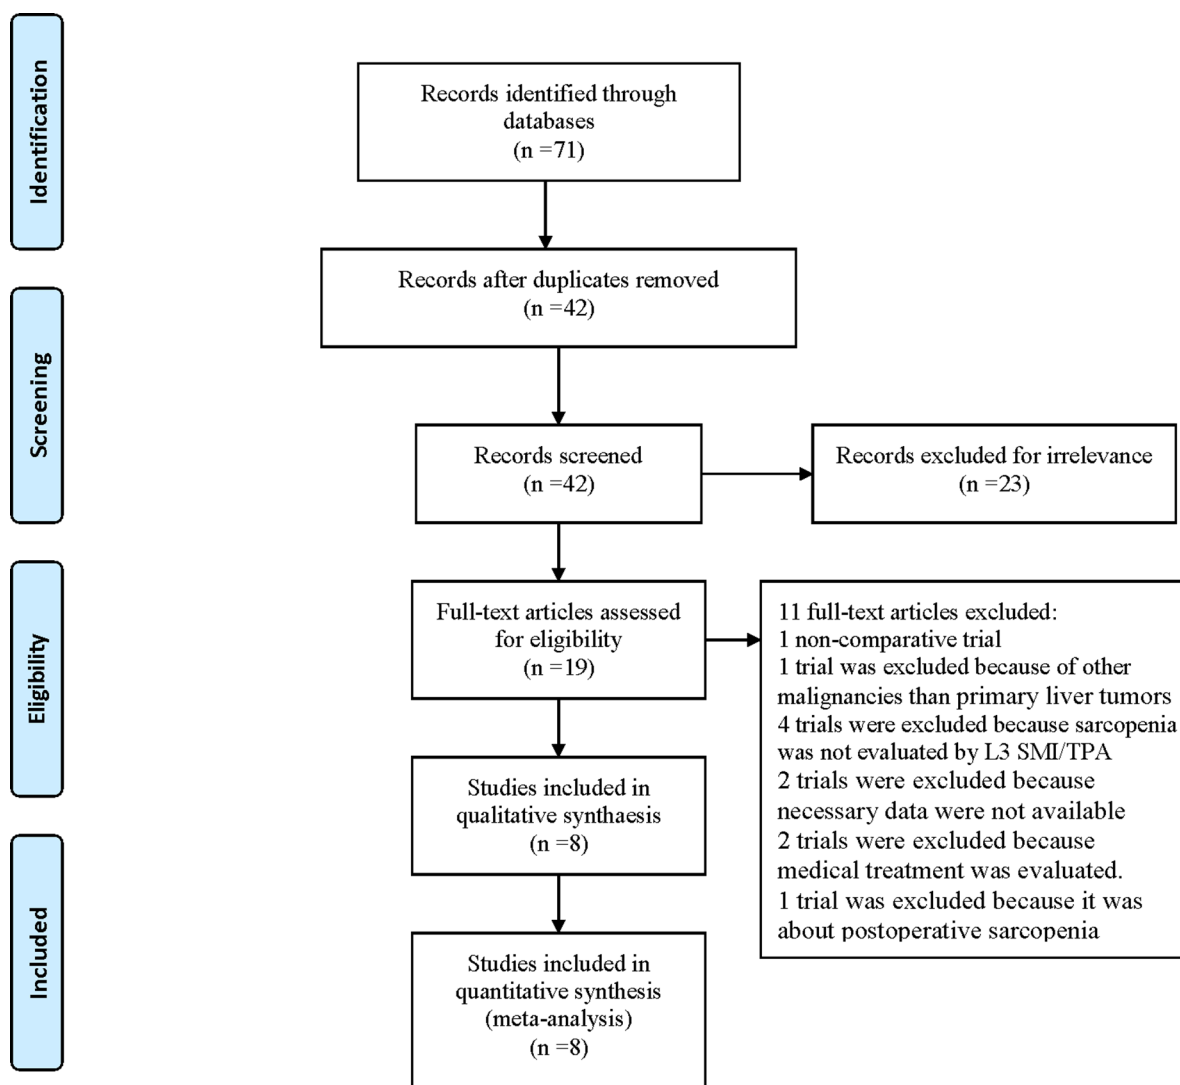 Identification
Records identified through
databases
(n =71)
Records after duplicates removed
(n =42)
Screening
Records screened
(n =42)
Records excluded for irrelevance
(n =23)
Eligibility
Full-text articles assessed
for eligibility
(n =19)
11 full-text articles excluded:
1 non-comparative trial
1 trial was excluded because of other
malignancies than primary liver tumors
4 trials were excluded because sarcopenia
was not evaluated by L3 SMI/TPA
2 trials were excluded because
necessary data were not available
2 trials were excluded because
medical treatment was evaluated.
1 trial was excluded because it was
about postoperative sarcopenia
Studies included in
qualitative synthaesis
(n =8)
Included
Studies included in
quantitative synthesis
(meta-analysis)
(n =8)